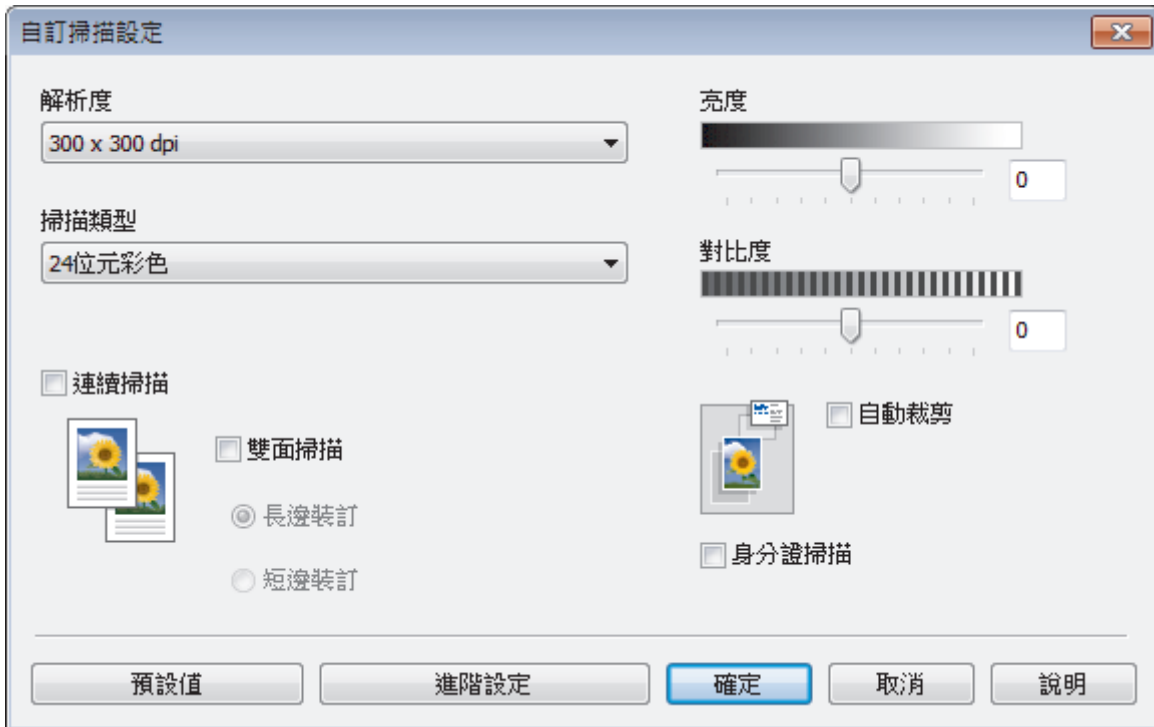 自訂掃描設定
解析度
300 x 300 dpi
掃描類型
24位元彩色
連續掃描
雙面掃描
長邊裝訂
短邊裝訂
亮度
0
對比度
0
自動裁剪
身分證掃描
預設值
進階設定
確定
取消
說明